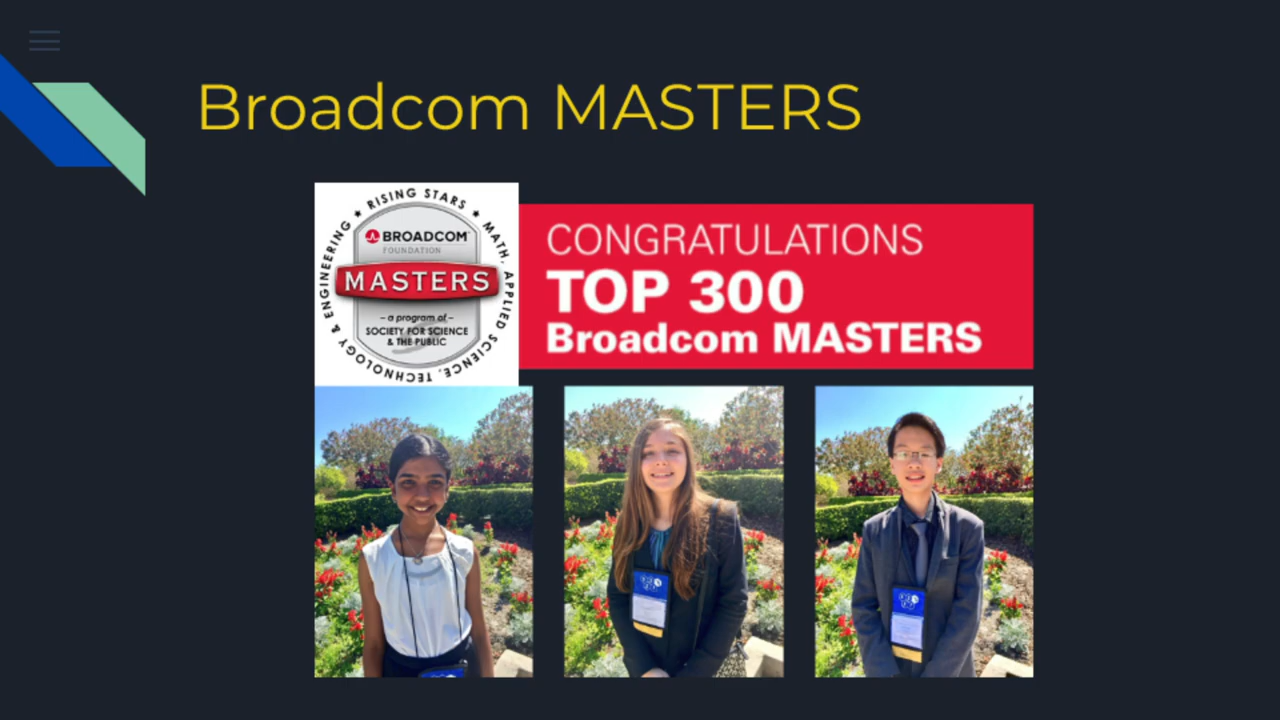 Broadcom MASTERS
RISING STARS ★ MATH, APPLIED SCIENCE, TECHNOLOGY & ENGINEERING ★
BROADCOM
FOUNDATION
MASTERS
– a program of –
SOCIETY FOR SCIENCE
& THE PUBLIC
CONGRATULATIONS
TOP 300
Broadcom MASTERS